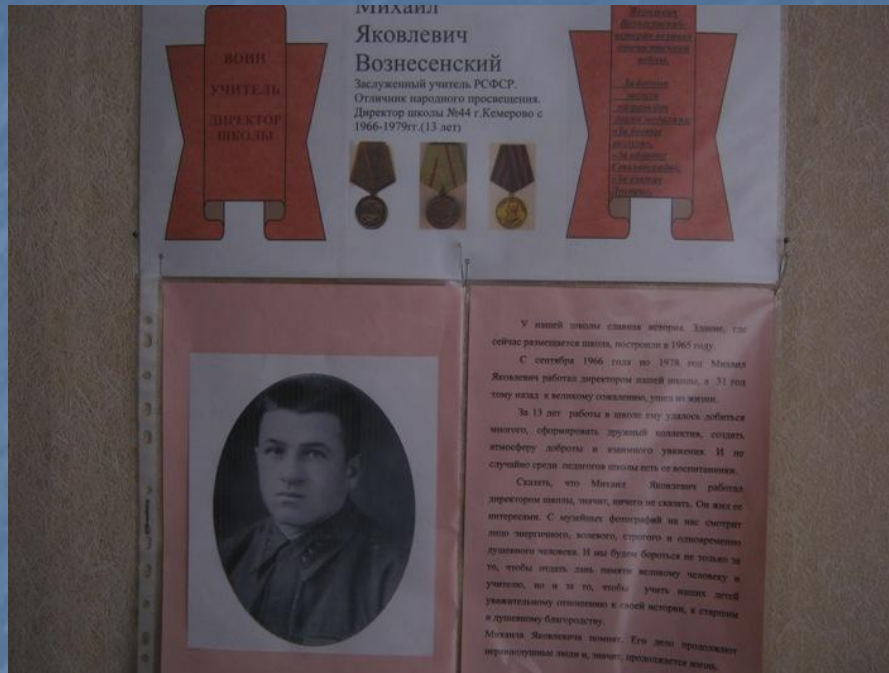 ВОИН
УЧИТЕЛЬ
ДИРЕКТОР
ШКОЛЫ
Михаил
Яковлевич
Вознесенский
Заслуженный учитель РСФСР.
Отличник народного просвещения.
Директор школы №44 г.Кемерово с
1966-1979гг.(13 лет)
За боевые
заслуги
«За боевые
заслуги»,
У нашей школы славная история. Здание, где
сейчас размещается школа, построили в 1965 году.
С сентября 1966 года по 1978 год Михаил
Яковлевич работал директором нашей школы, а 31 год
тому назад к великому сожалению, ушел из жизни.
За 13 лет работы в школе ему удалось добиться
многого, сформировать дружный коллектив, создать
атмосферу доброты и взаимного уважения. И не
случайно среди педагогов школы есть ее воспитанники.
Сказать, что Михаил Яковлевич работал
директором школы, значит, ничего не сказать. Он жил ее
интересами. С музейных фотографий на нас смотрит
лицо энергичного, волевого, строгого и одновременно
душевного человека. И мы будем бороться не только за
то, чтобы отдать дань памяти великому человеку и
учителю, но и за то, чтобы учить наших детей
уважительному отношению к своей истории, к старшим
и душевному благородству.
Михаила Яковлевича помнят. Его дело продолжают
неравнодушные люди и, значит, продолжается жизнь.